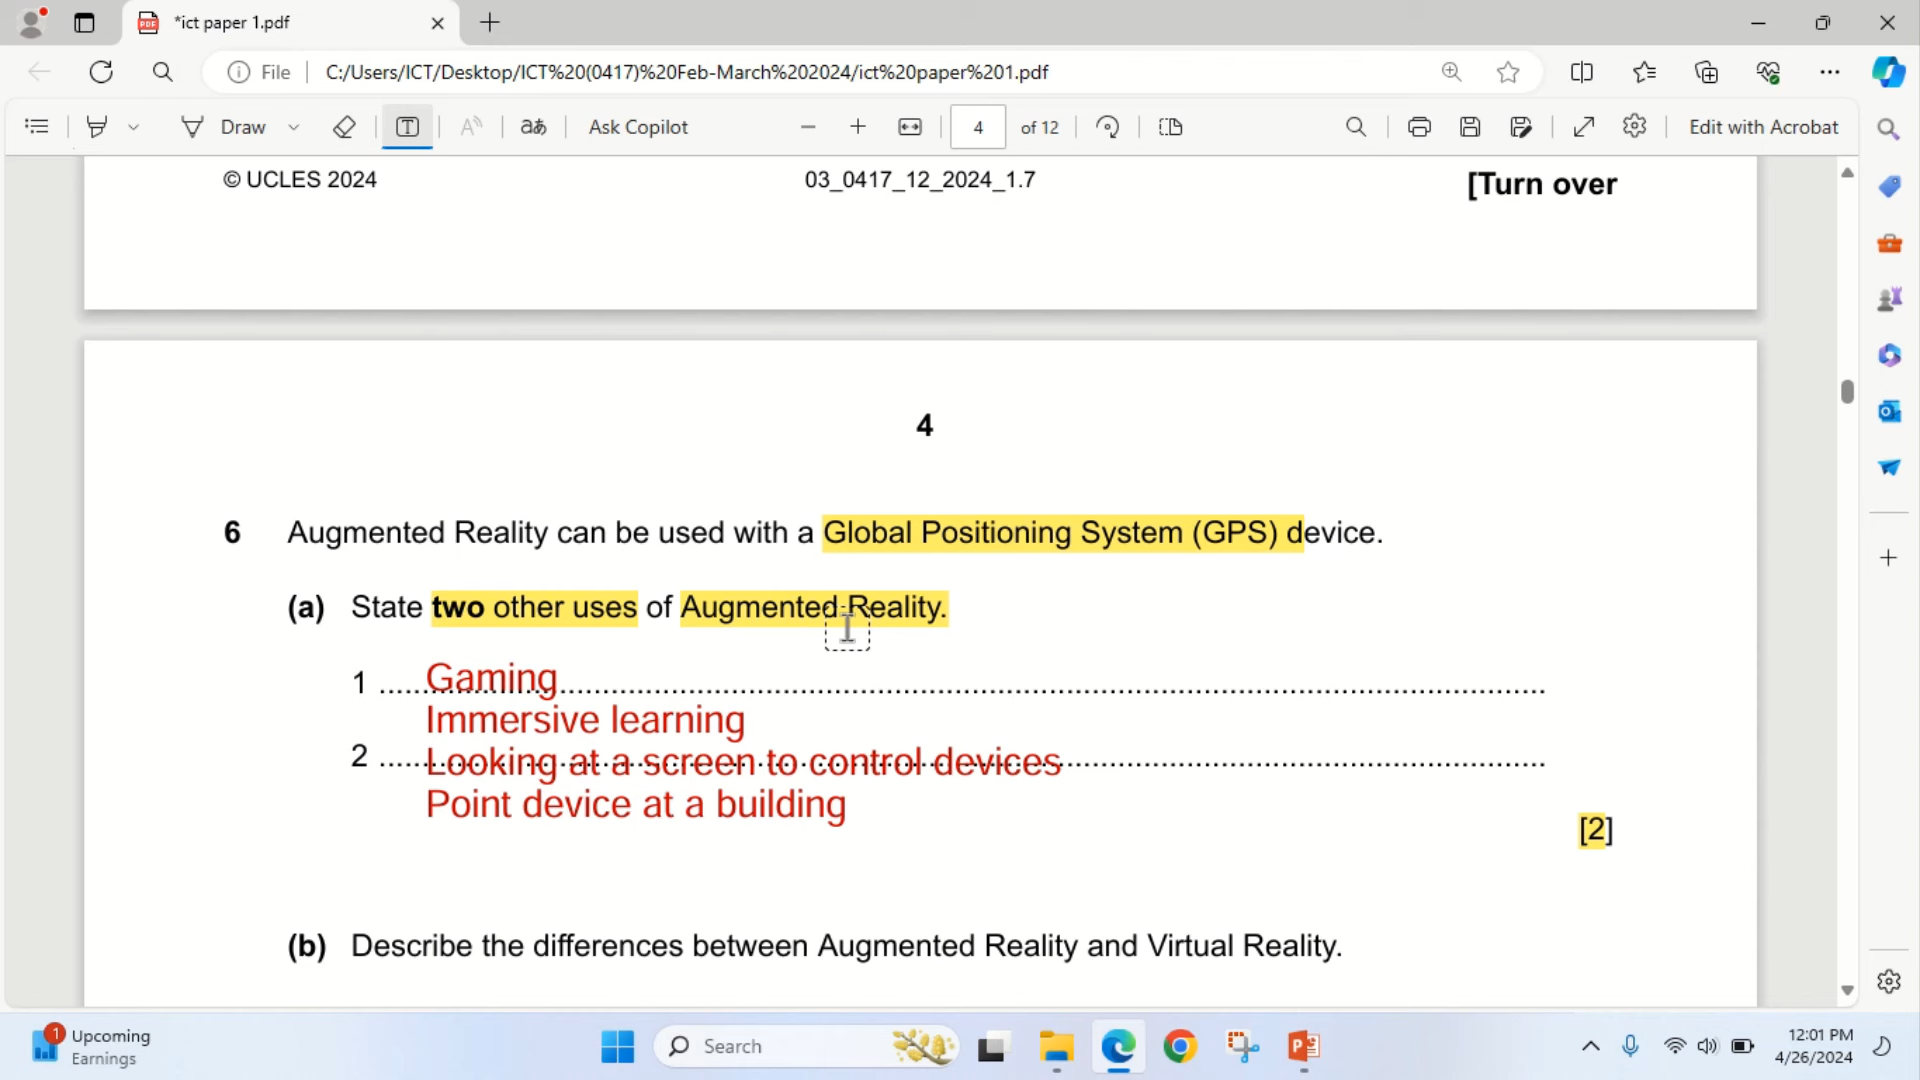 *ict paper 1.pdf
File
C:/Users/ICT/Desktop/ICT%20(0417)%20Feb-March%202024/ict%20paper%201.pdf
Draw
aあ
Ask Copilot
4
of 12
Edit with Acrobat
© UCLES 2024
03_0417_12_2024_1.7
[Turn over
4
6 Augmented Reality can be used with a Global Positioning System (GPS) device.
(a) State two other uses of Augmented Reality.
1 Gaming
Immersive learning
2 Looking at a screen to control devices
Point device at a building
[2]
(b) Describe the differences between Augmented Reality and Virtual Reality.
1
Upcoming
Earnings
Search
12:01 PM
4/26/2024